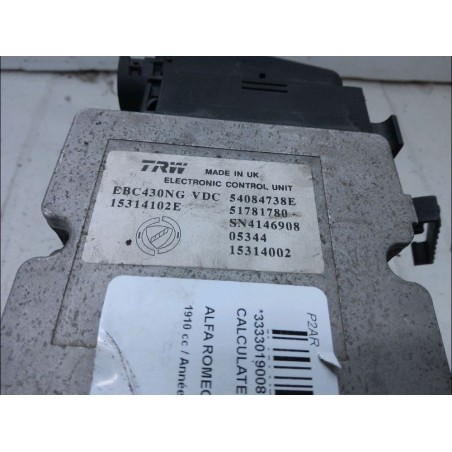 TRW MADE IN UK
ELECTRONIC CONTROL UNIT
EBC430NG VDC 54084738E
15314102E 51781780-
SN4146908
05344
15314002
P2AR
*3333019008
CALCULATE
ALFA ROMEO
1910 cc / Année